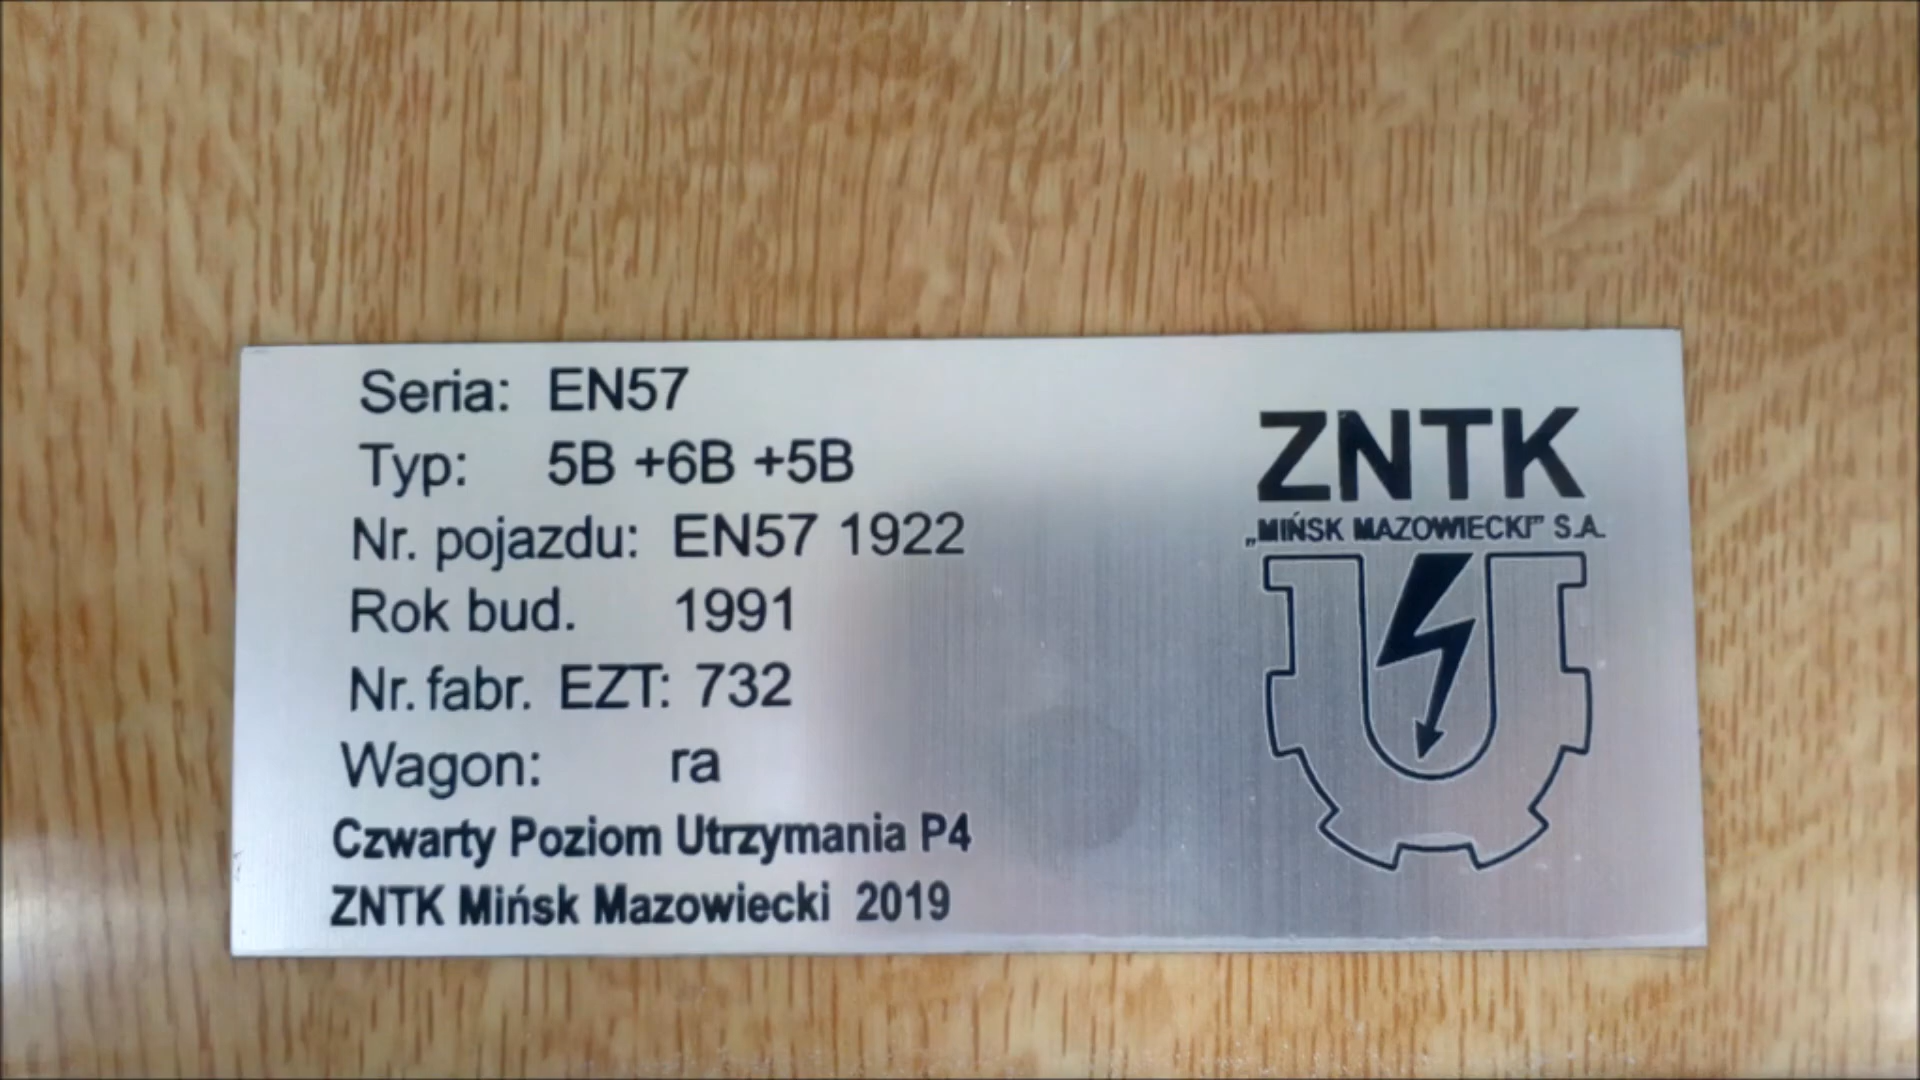 Seria: EN57
Typ: 5B +6B +5B
Nr. pojazdu: EN57 1922
Rok bud. 1991
Nr. fabr. EZT: 732
Wagon: ra
Czwarty Poziom Utrzymania P4
ZNTK Mińsk Mazowiecki 2019
ZNTK
„MIŃSK MAZOWIECKI” S.A.